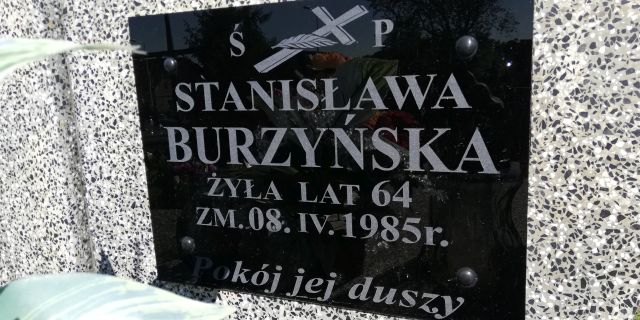 Ś P
STANISŁAWA
BURZYŃSKA
ŻYŁA LAT 64
ZM. 08. IV. 1985r.
Pokój jej duszy